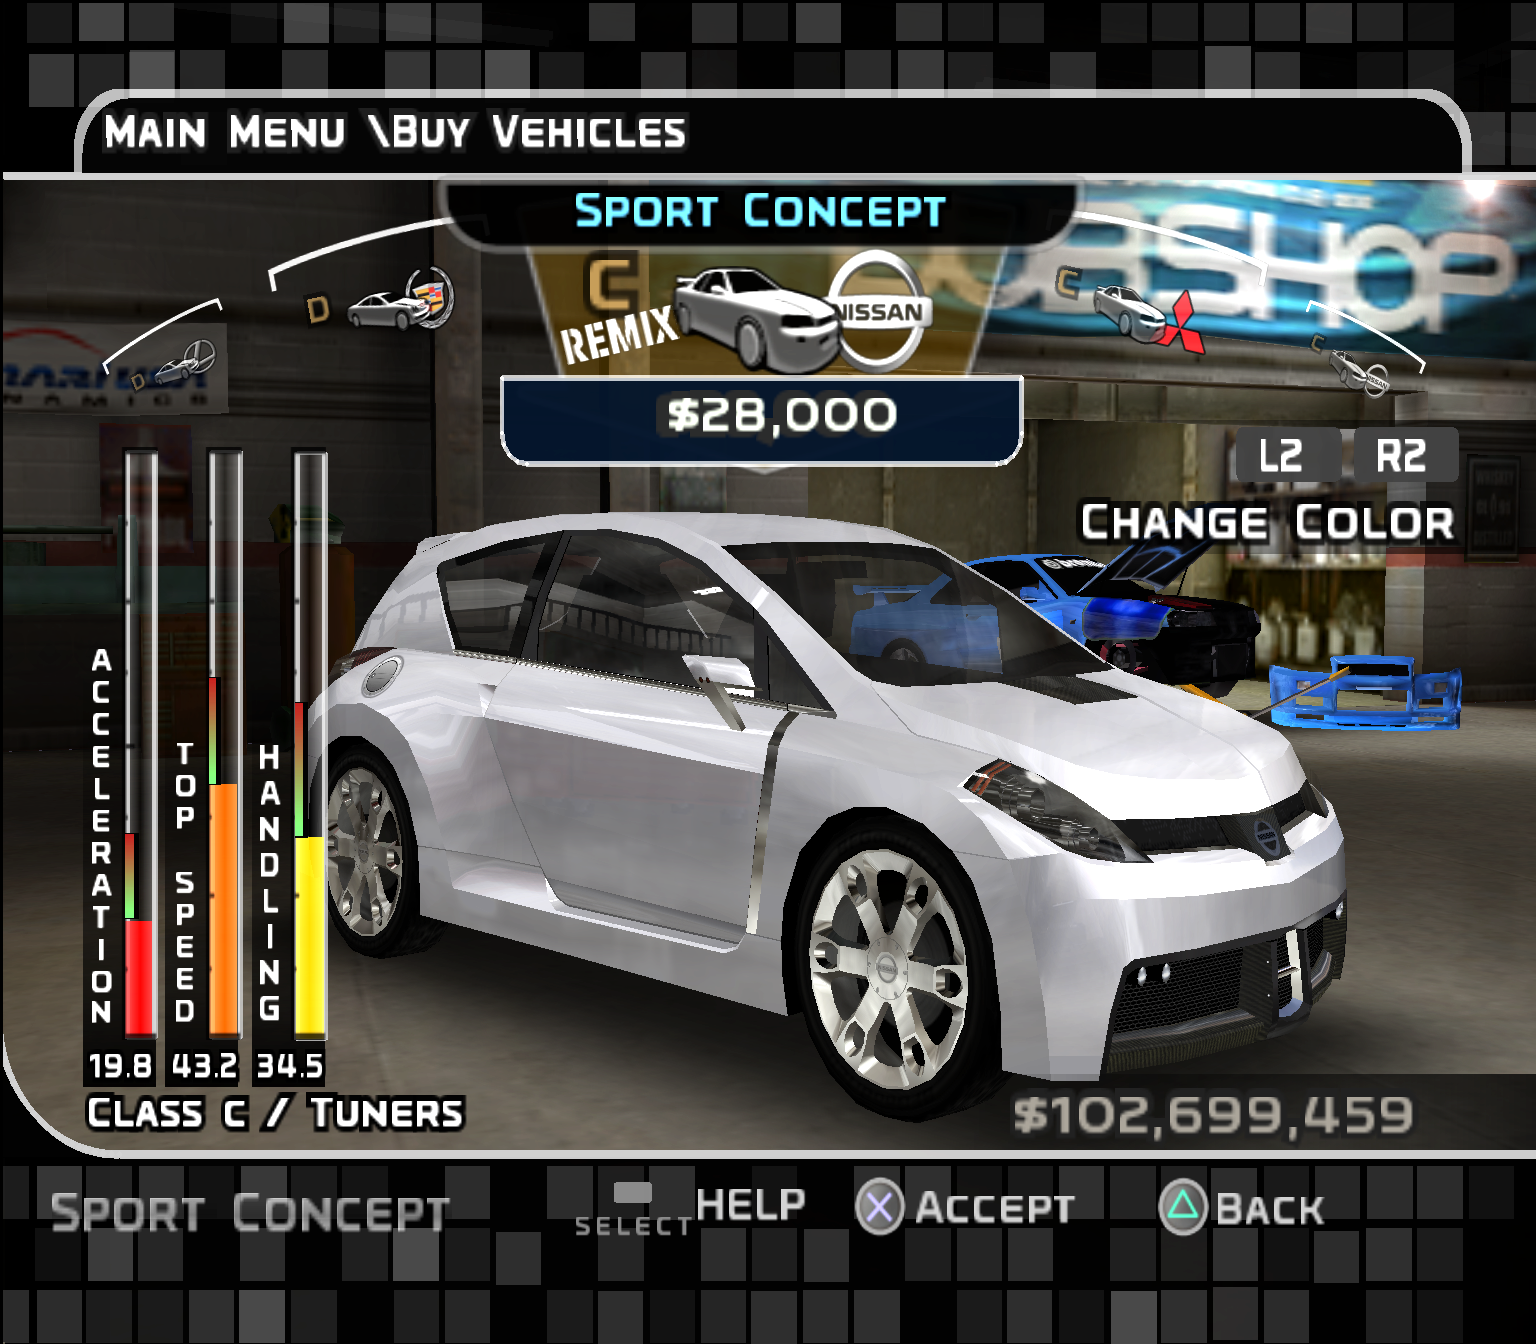 MAIN MENU \BUY VEHICLES
SPORT CONCEPT
C
REMIX
NISSAN
D
C
D
C
NISSAN
$28,000
L2 R2
CHANGE COLOR
ACCELERATION
TOP SPEED
HANDLING
19.8 43.2 34.5
CLASS C / TUNERS
$102,699,459
SPORT CONCEPT
SELECT HELP
ACCEPT
BACK